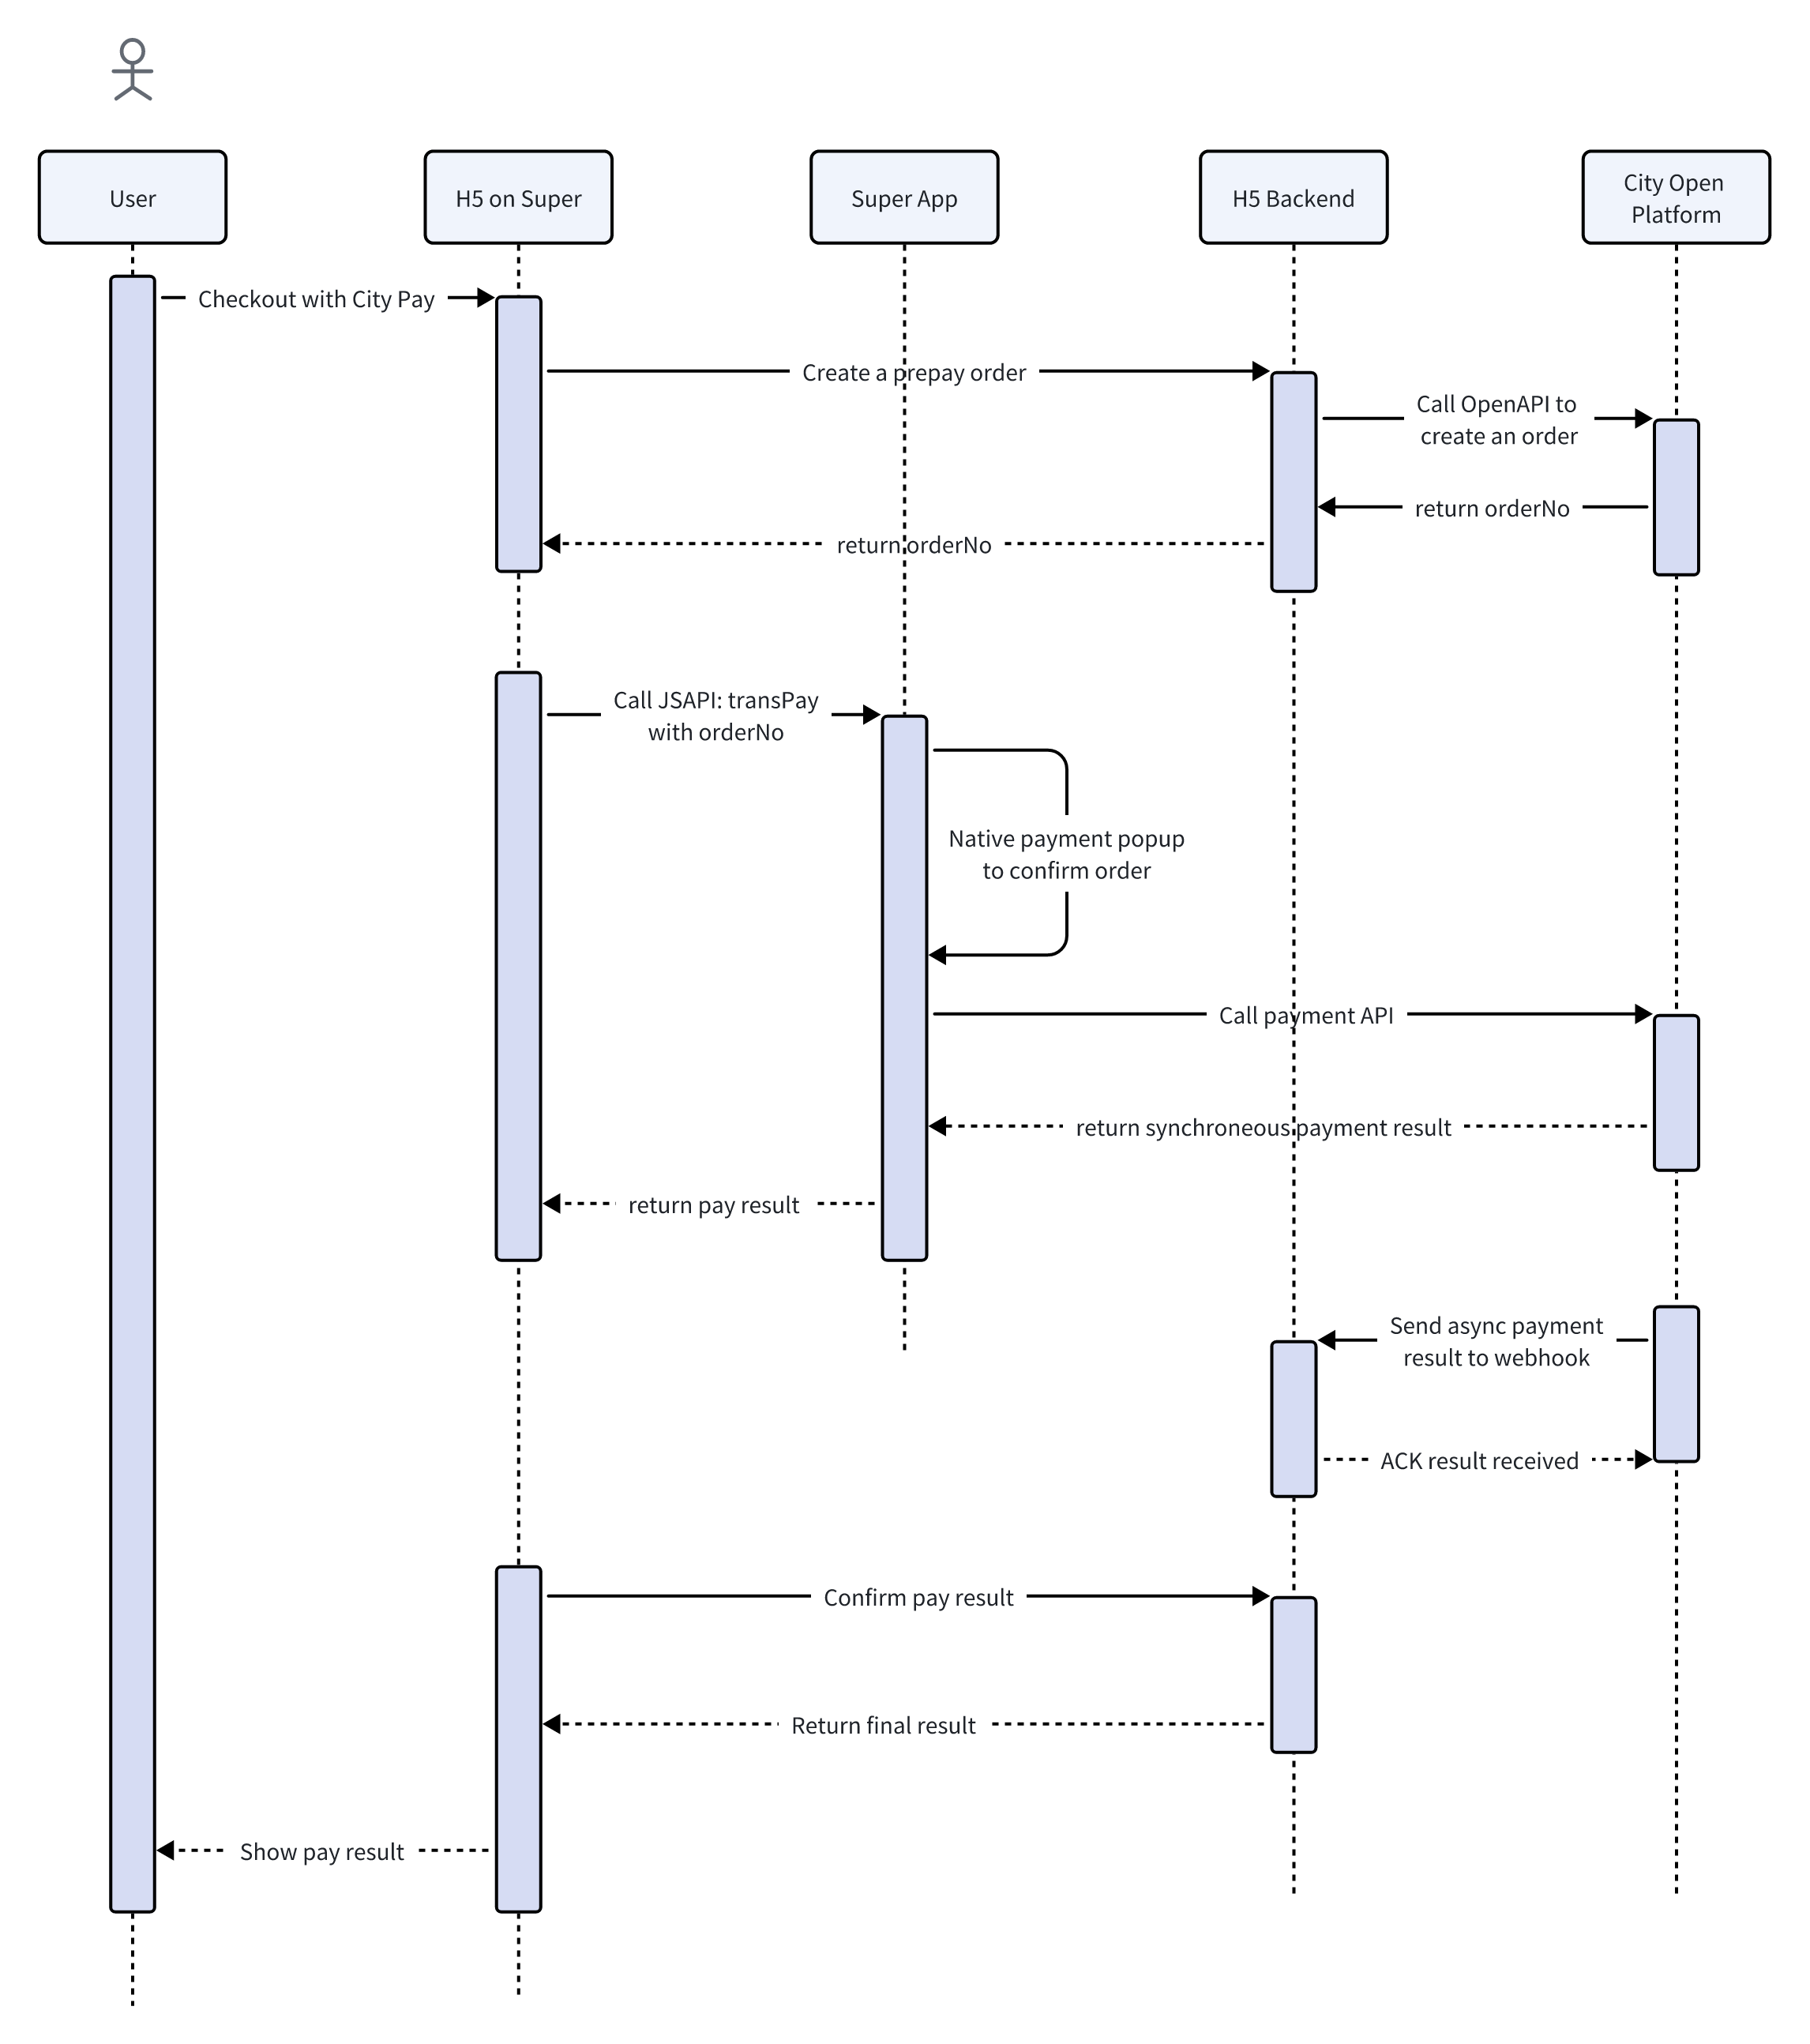 User
H5 on Super
Super App
H5 Backend
City Open
Platform
Checkout with City Pay
Create a prepay order
Call OpenAPI to
create an order
return orderNo
return orderNo
Call JSAPI: transPay
with orderNo
Native payment popup
to confirm order
Call payment API
return synchroneous payment result
return pay result
Send async payment
result to webhook
ACK result received
Confirm pay result
Return final result
Show pay result